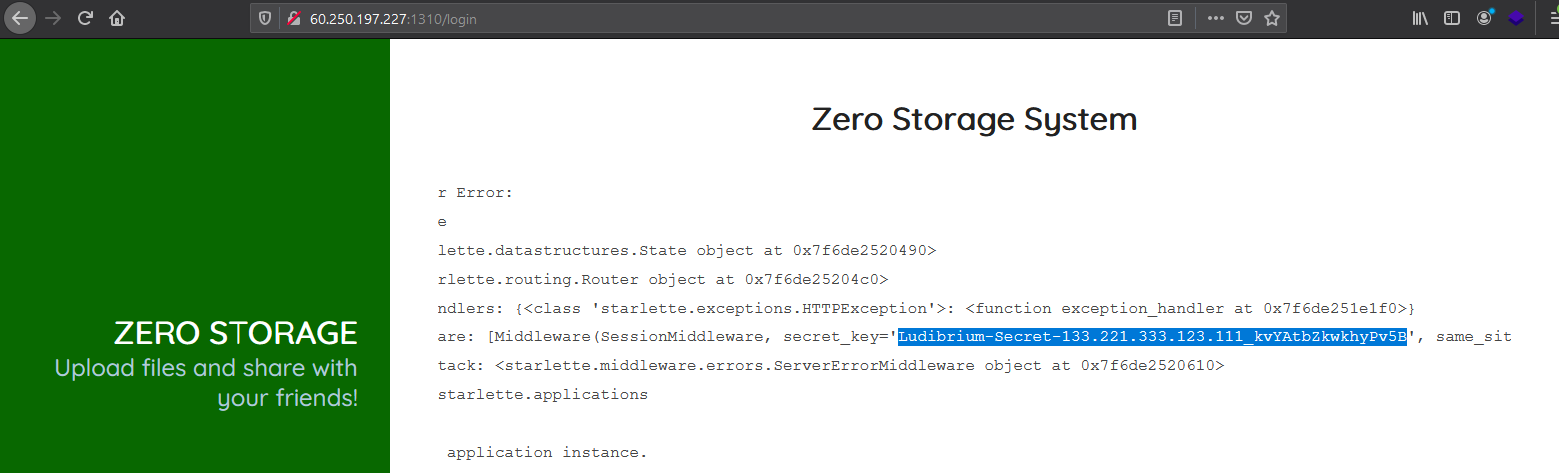 60.250.197.227:1310/login
Zero Storage System
r Error:
e
lette.datastructures.State object at 0x7f6de2520490>
rlette.routing.Router object at 0x7f6de25204c0>
ndlers: {<class 'starlette.exceptions.HTTPException'>: <function exception_handler at 0x7f6de251e1f0>}
are: [Middleware(SessionMiddleware, secret_key='Ludibrium-Secret-133.221.333.123.111_kvYAtbZkwkhyPv5B', same_sit
tack: <starlette.middleware.errors.ServerErrorMiddleware object at 0x7f6de2520610>
starlette.applications
application instance.
ZERO STORAGE
Upload files and share with
your friends!